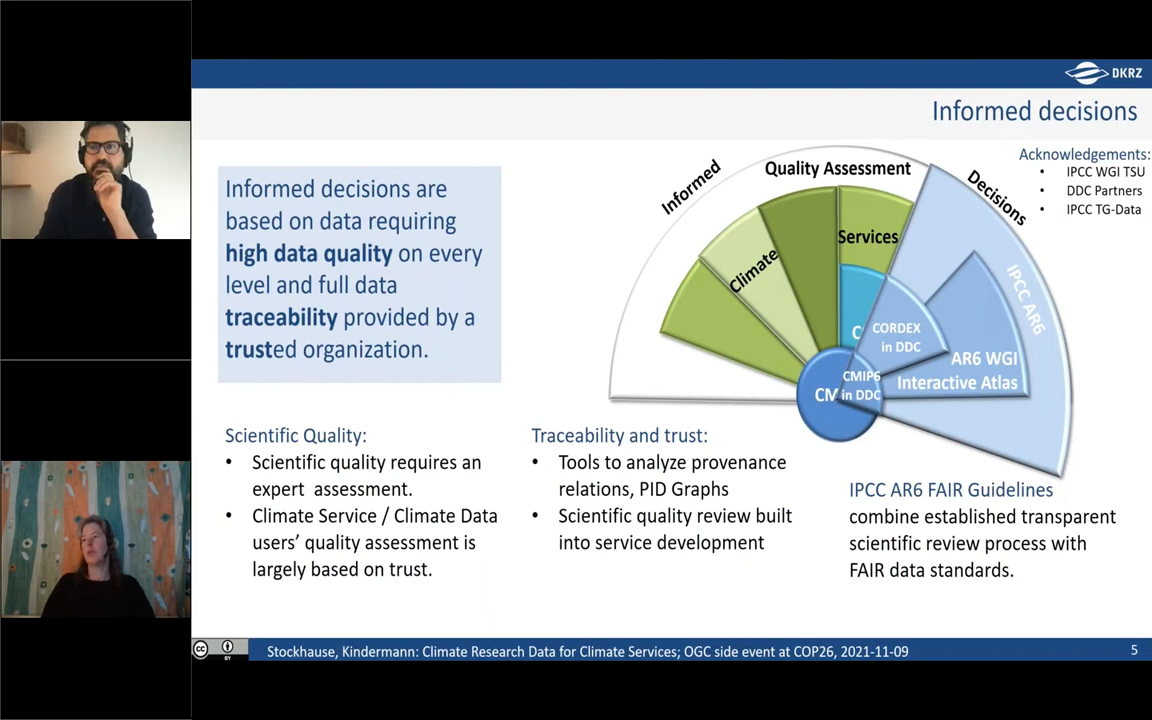 DKRZ
Informed decisions
Informed decisions are
based on data requiring
high data quality on every
level and full data
traceability provided by a
trusted organization.
Informed
Quality Assessment
Decisions
Climate
Services
IPCC AR6
CORDEX
in DDC
AR6 WGI
Interactive Atlas
CMIP6
in DDC
CM
C
Acknowledgements:
• IPCC WGI TSU
• DDC Partners
• IPCC TG-Data
Scientific Quality:
• Scientific quality requires an
expert assessment.
• Climate Service / Climate Data
users’ quality assessment is
largely based on trust.
Traceability and trust:
• Tools to analyze provenance
relations, PID Graphs
• Scientific quality review built
into service development
IPCC AR6 FAIR Guidelines
combine established transparent
scientific review process with
FAIR data standards.
cc BY
Stockhause, Kindermann: Climate Research Data for Climate Services; OGC side event at COP26, 2021-11-09
5